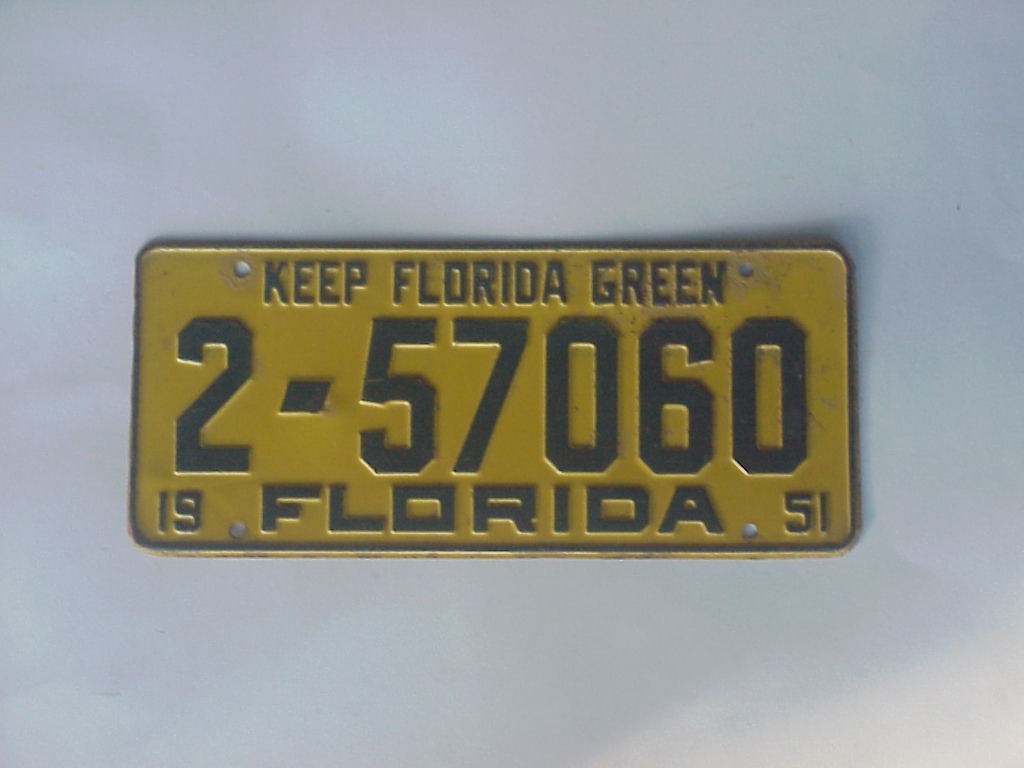 KEEP FLORIDA GREEN
2-57060
19 FLORIDA 51